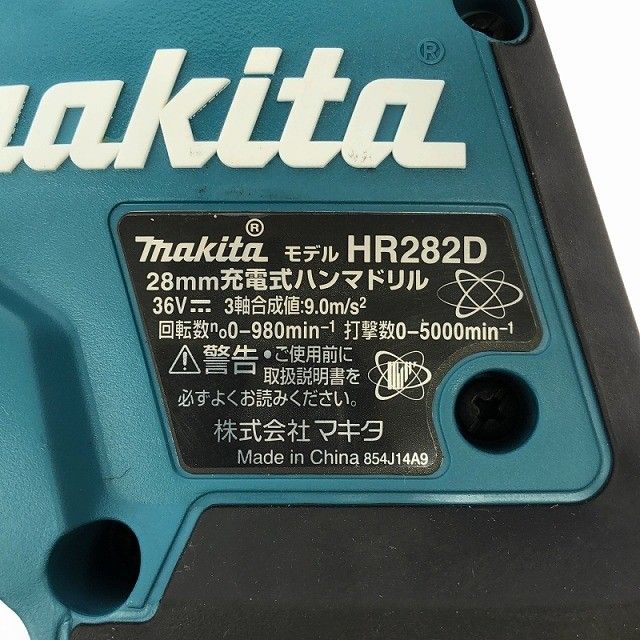 makita®
makita® モデル HR282D
28mm充電式ハンマドリル
36V⎓ 3軸合成値:9.0m/s²
回転数n₀0-980min⁻¹ 打撃数0-5000min⁻¹
⚠警告・ご使用前に
取扱説明書を
必ずよくお読みください。
株式会社 マキタ
Made in China 854J14A9